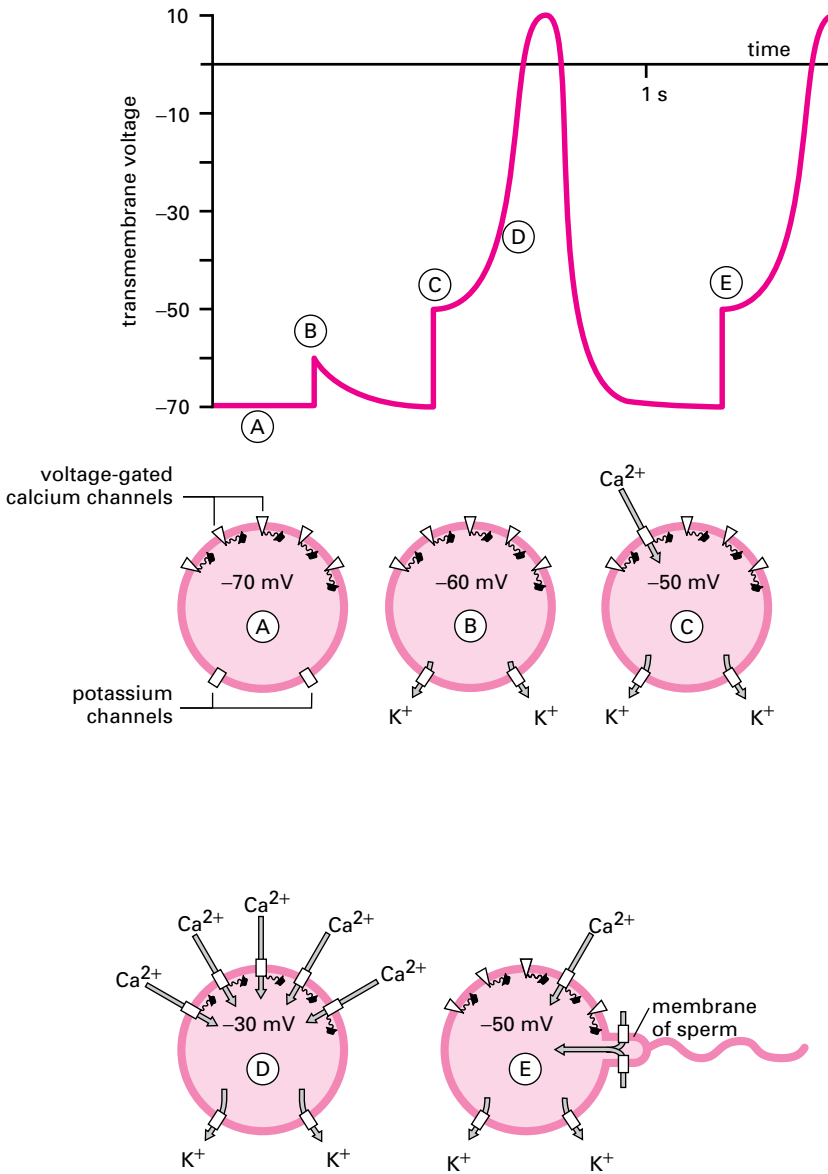 10
time
1 s
−10
−30
−50
−70
transmembrane voltage
A
B
C
D
E
voltage-gated
calcium channels
−70 mV
A
potassium
channels
−60 mV
B
K⁺ K⁺
Ca²⁺
−50 mV
C
K⁺ K⁺
Ca²⁺
Ca²⁺
Ca²⁺
Ca²⁺
Ca²⁺
−30 mV
D
K⁺ K⁺
Ca²⁺
−50 mV
E
membrane
of sperm
K⁺ K⁺